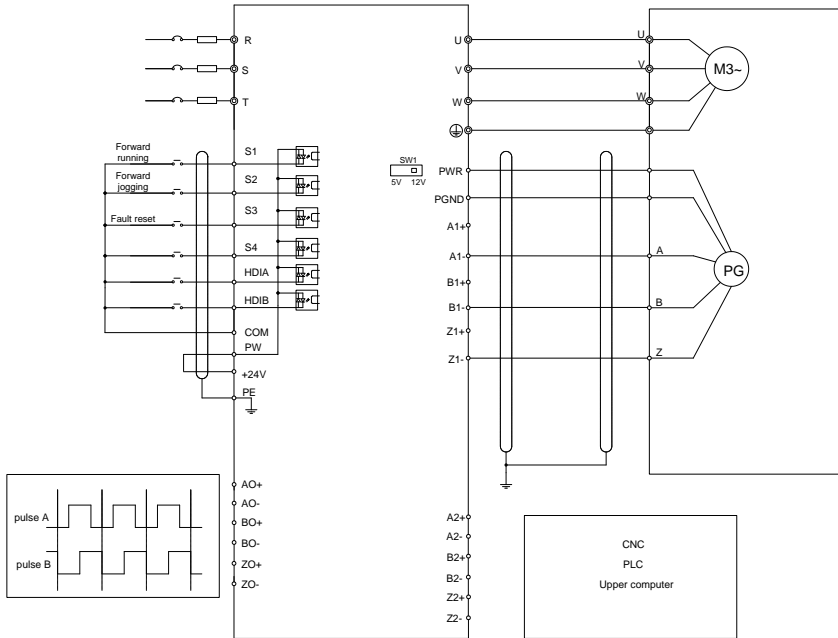 R
S
T
U
V
W
U
V
W
M3~
Forward
running
Forward
jogging
Fault reset
S1
S2
S3
S4
HDIA
HDIB
COM
PW
+24V
PE
SW1
5V 12V
PWR
PGND
A1+
A1-
B1+
B1-
Z1+
Z1-
A
B
Z
PG
AO+
AO-
BO+
BO-
ZO+
ZO-
pulse A
pulse B
A2+
A2-
B2+
B2-
Z2+
Z2-
CNC
PLC
Upper computer